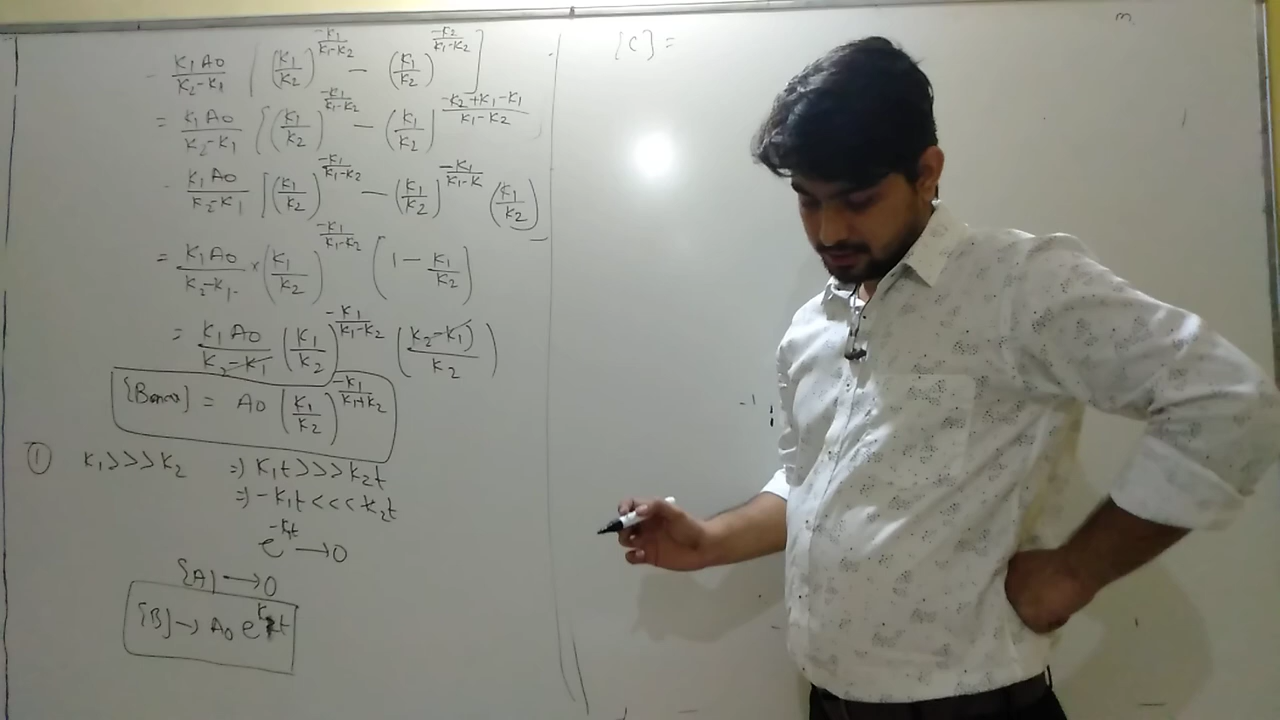 K₁A₀/(K₂-K₁) [(K₁/K₂)^(-K₁/(K₁-K₂)) - (K₁/K₂)^(-K₂/(K₁-K₂))]
= K₁A₀/(K₂-K₁) [(K₁/K₂)^(-K₁/(K₁-K₂)) - (K₁/K₂)^((-K₂+K₁-K₁)/(K₁-K₂))
K₁A₀/(K₂-K₁) [(K₁/K₂)^(-K₁/(K₁-K₂)) - (K₁/K₂)^(-K₁/(K₁-K)) (K₁/K₂)
= K₁A₀/(K₂-K₁) × (K₁/K₂)^(-K₁/(K₁-K₂)) (1 - K₁/K₂)
= K₁A₀/(K₂-K₁) (K₁/K₂)^(-K₁/(K₁-K₂)) ((K₂-K₁)/K₂)
[Bmax] = A₀ (K₁/K₂)^(-K₁/(K₁+K₂))
① K₁>>>K₂ ⇒ K₁t>>>K₂t
⇒ -K₁t<<<K₂t
e^(-K₁t) → 0
[A] → 0
[C] =